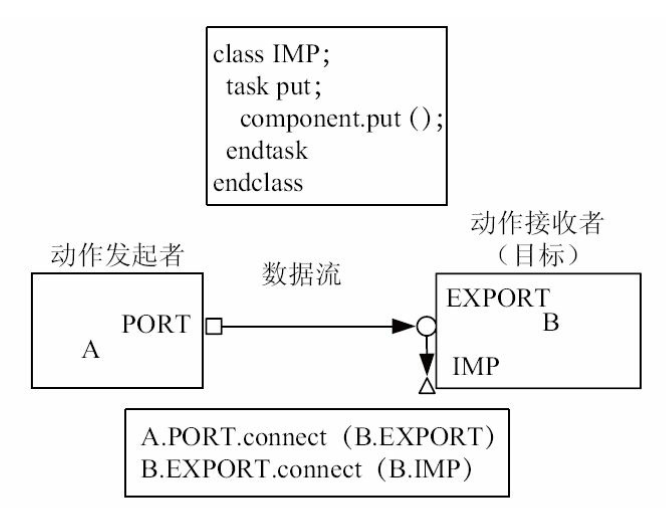 class IMP;
task put;
component.put ();
endtask
endclass
动作发起者
数据流
动作接收者
（目标）
PORT
A
EXPORT
B
IMP
A.PORT.connect (B.EXPORT)
B.EXPORT.connect (B.IMP)